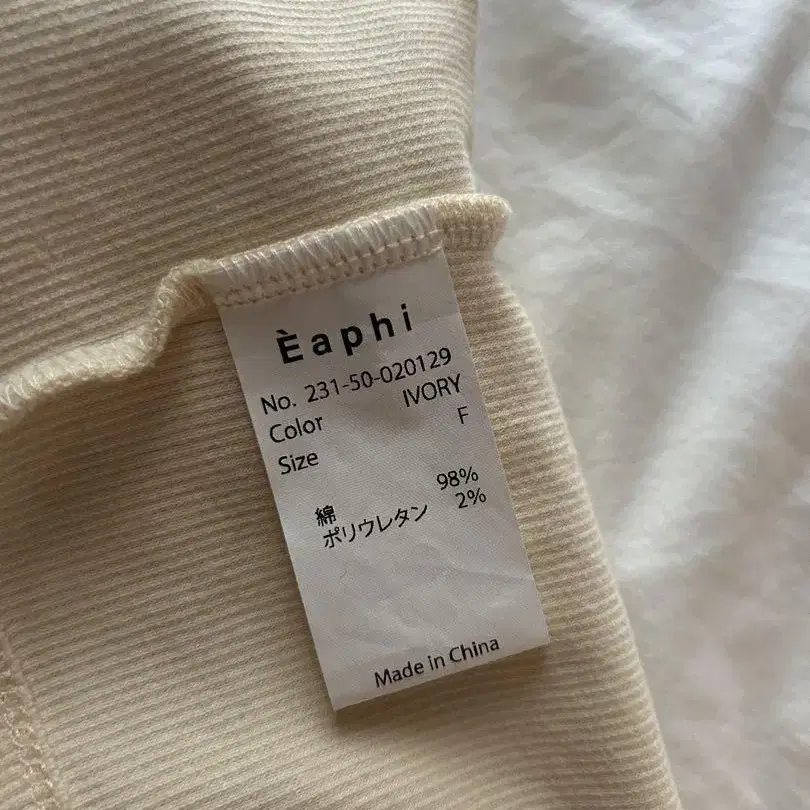 Èaphi
No. 231-50-020129
Color IVORY
Size F
綿 98%
ポリウレタン 2%
Made in China